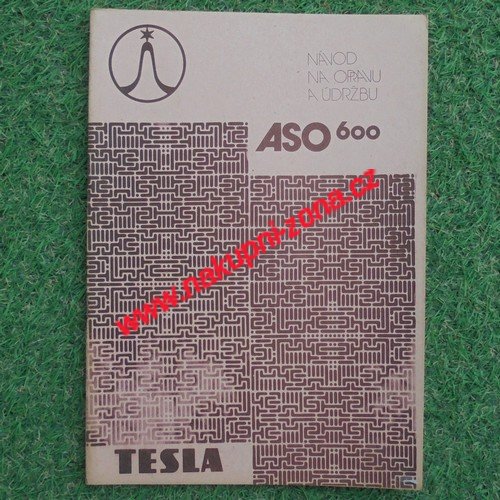 NÁVOD
NA OPRAVU
A ÚDRŽBU
ASO 600
www.nakupni-zona.cz
TESLA